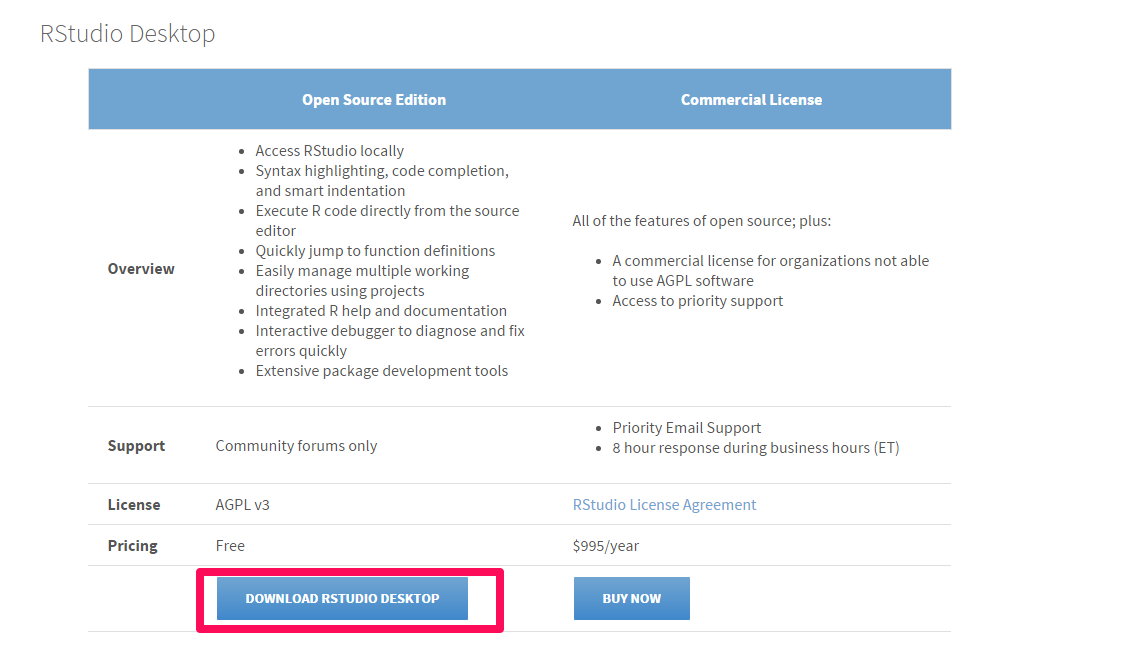 RStudio Desktop
Open Source Edition
Commercial License
Overview
• Access RStudio locally
• Syntax highlighting, code completion,
and smart indentation
• Execute R code directly from the source
editor
• Quickly jump to function definitions
• Easily manage multiple working
directories using projects
• Integrated R help and documentation
• Interactive debugger to diagnose and fix
errors quickly
• Extensive package development tools
All of the features of open source; plus:
• A commercial license for organizations not able
to use AGPL software
• Access to priority support
Support
Community forums only
• Priority Email Support
• 8 hour response during business hours (ET)
License
AGPL v3
RStudio License Agreement
Pricing
Free
$995/year
DOWNLOAD RSTUDIO DESKTOP
BUY NOW